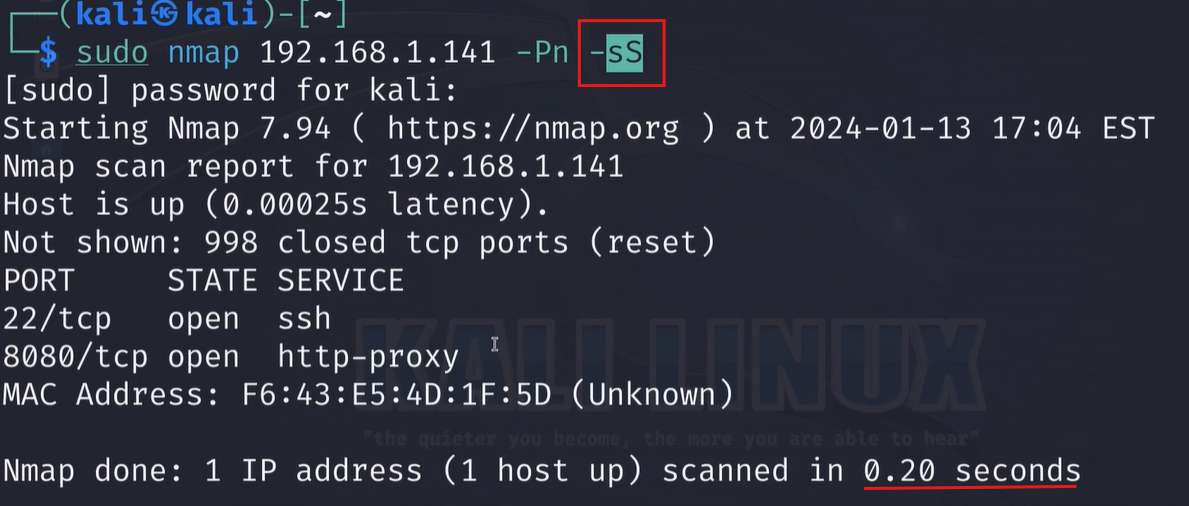 ┌──(kali㉿kali)-[~]
└─$ sudo nmap 192.168.1.141 -Pn -sS
[sudo] password for kali:
Starting Nmap 7.94 ( https://nmap.org ) at 2024-01-13 17:04 EST
Nmap scan report for 192.168.1.141
Host is up (0.00025s latency).
Not shown: 998 closed tcp ports (reset)
PORT     STATE SERVICE
22/tcp   open  ssh
8080/tcp open  http-proxy
MAC Address: F6:43:E5:4D:1F:5D (Unknown)
KALI LINUX
"the quieter you become, the more you are able to hear"
Nmap done: 1 IP address (1 host up) scanned in 0.20 seconds